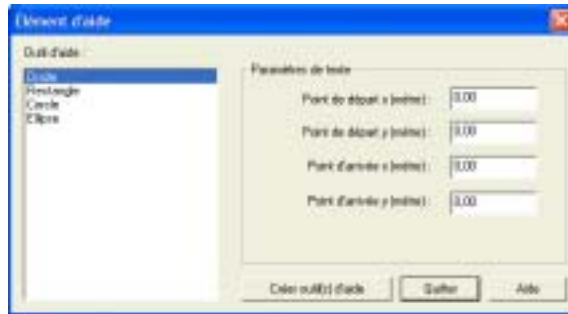 Élément d'aide
Outil d'aide :
Droite
Rectangle
Cercle
Ellipse
Paramètres de texte
Point de départ x (mètre) : 0,00
Point de départ y (mètre) : 0,00
Point d'arrivée x (mètre) : 0,00
Point d'arrivée y (mètre) : 0,00
Créer outil(s) d'aide
Quitter
Aide